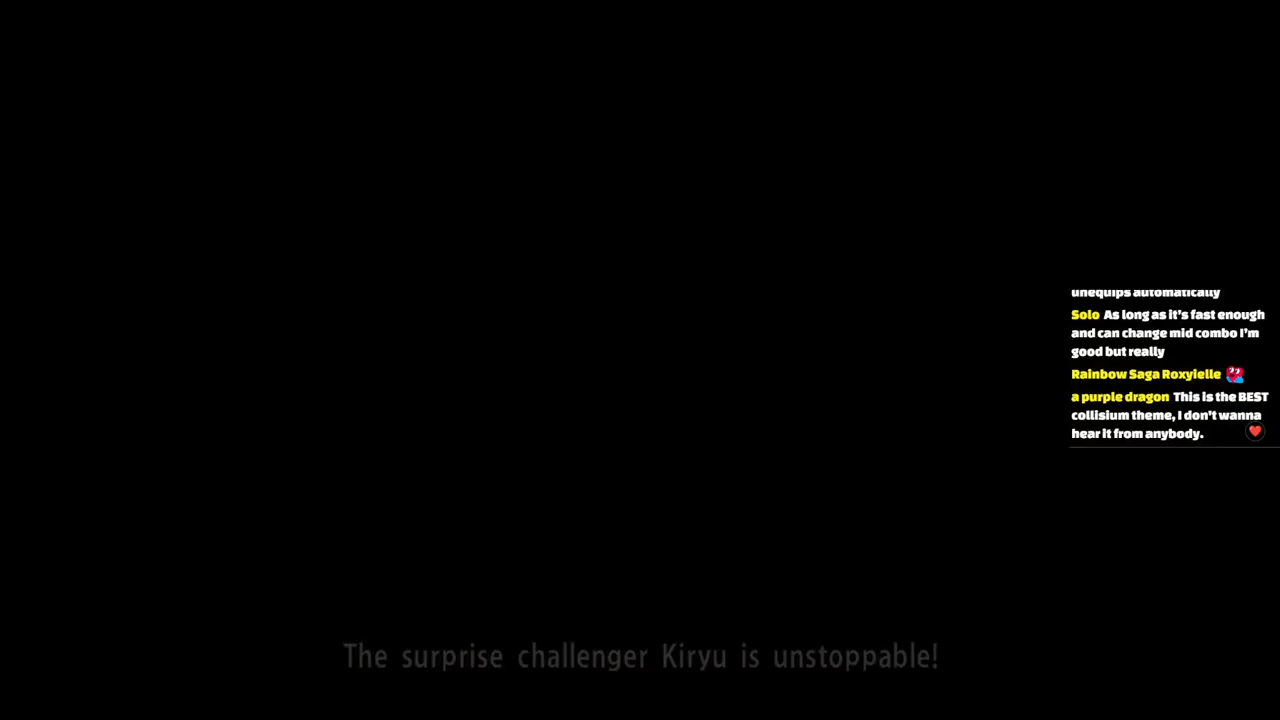 unequips automatically
Solo As long as it's fast enough
and can change mid combo I'm
good but really
Rainbow Saga Roxyielle
a purple dragon This is the BEST
collisium theme, I don't wanna
hear it from anybody.
The surprise challenger Kiryu is unstoppable!